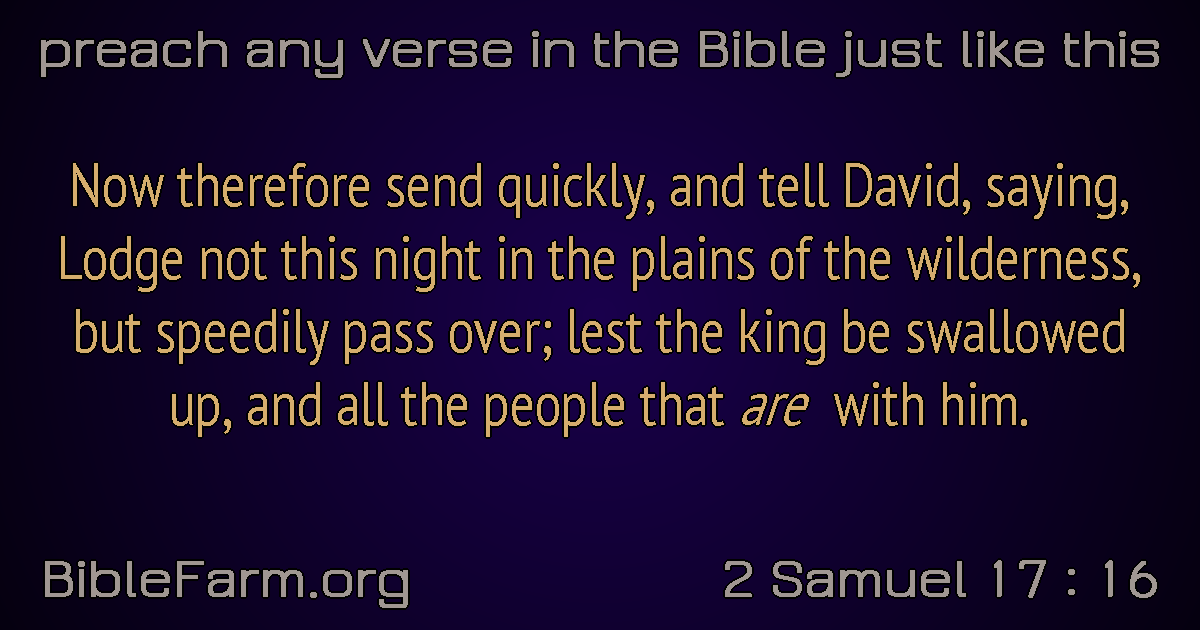 preach any verse in the Bible just like this
Now therefore send quickly, and tell David, saying,
Lodge not this night in the plains of the wilderness,
but speedily pass over; lest the king be swallowed
up, and all the people that are with him.
BibleFarm.org
2 Samuel 17 : 16